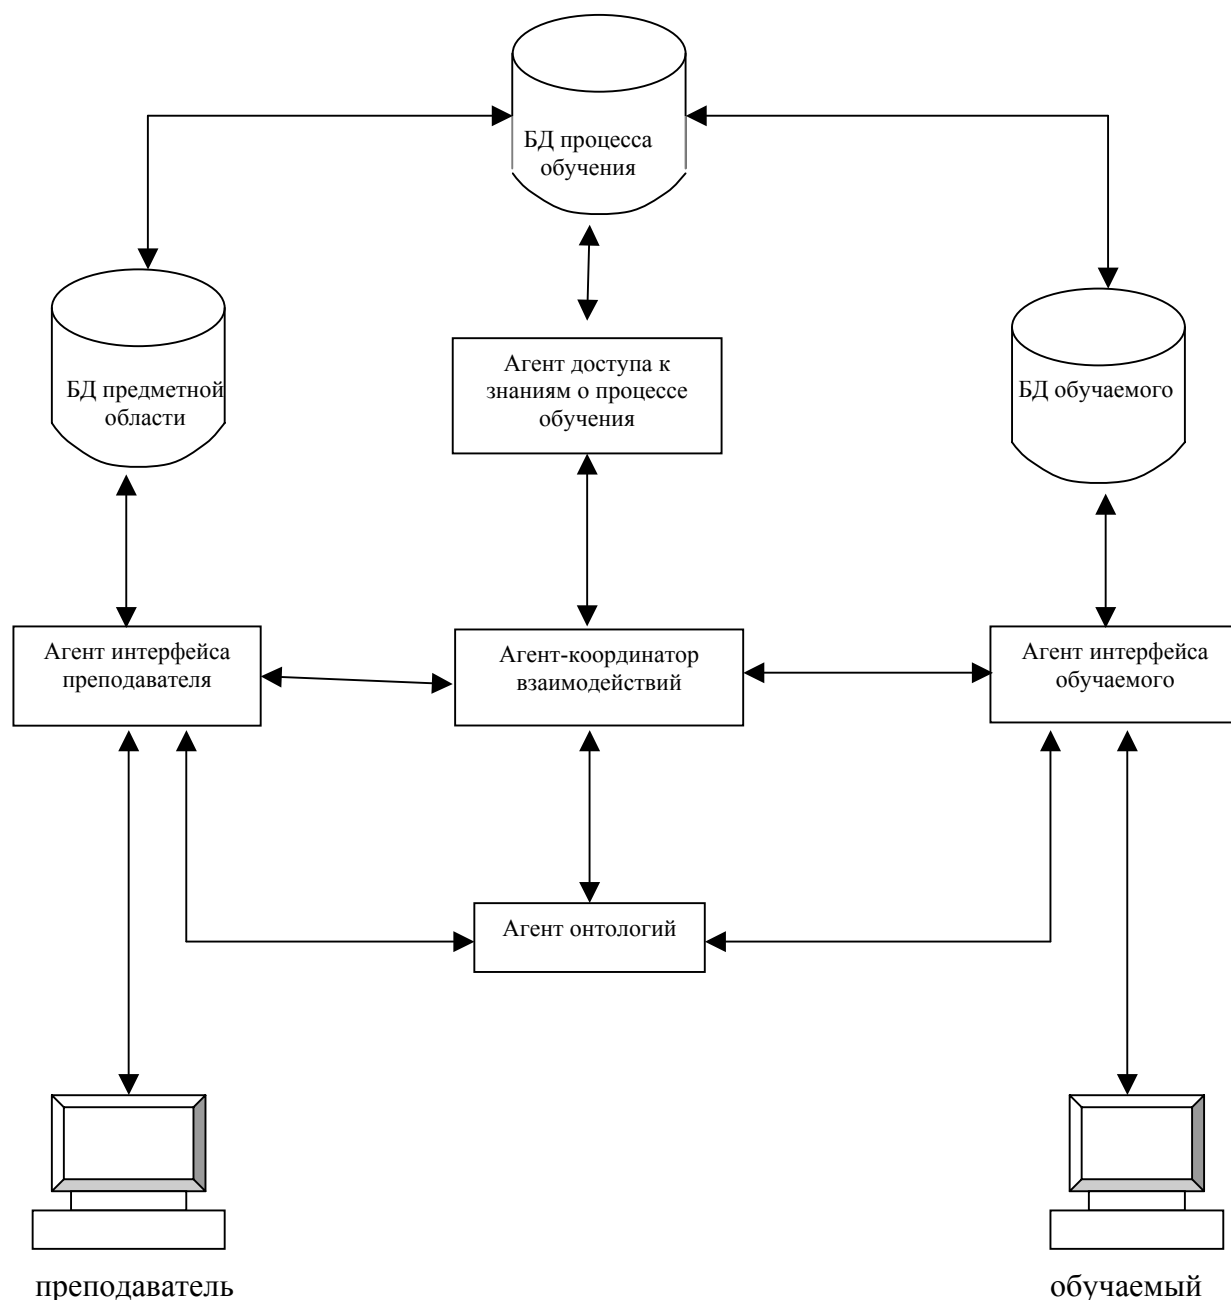 БД процесса
обучения
БД предметной
области
Агент доступа к
знаниям о процессе
обучения
БД обучаемого
Агент интерфейса
преподавателя
Агент-координатор
взаимодействий
Агент интерфейса
обучаемого
Агент онтологий
преподаватель
обучаемый